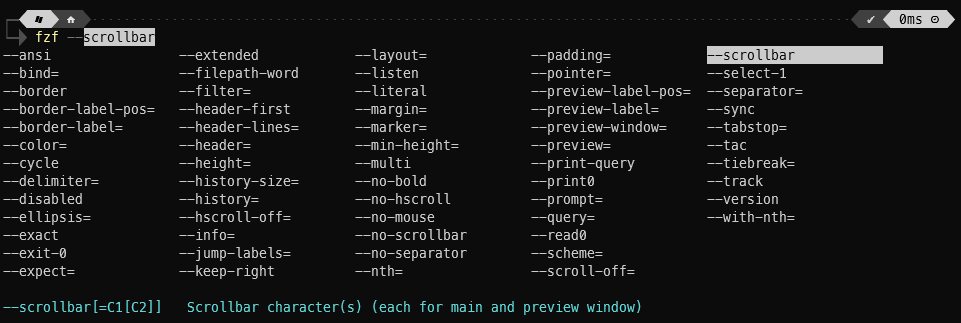 ✔ 0ms
fzf --scrollbar
--ansi --extended --layout= --padding= --scrollbar
--bind= --filepath-word --listen --pointer= --select-1
--border --filter= --literal --preview-label-pos= --separator=
--border-label-pos= --header-first --margin= --preview-label= --sync
--border-label= --header-lines= --marker= --preview-window= --tabstop=
--color= --header= --min-height= --preview= --tac
--cycle --height= --multi --print-query --tiebreak=
--delimiter= --history-size= --no-bold --print0 --track
--disabled --history= --no-hscroll --prompt= --version
--ellipsis= --hscroll-off= --no-mouse --query= --with-nth=
--exact --info= --no-scrollbar --read0
--exit-0 --jump-labels= --no-separator --scheme=
--expect= --keep-right --nth= --scroll-off=
--scrollbar[=C1[C2]] Scrollbar character(s) (each for main and preview window)